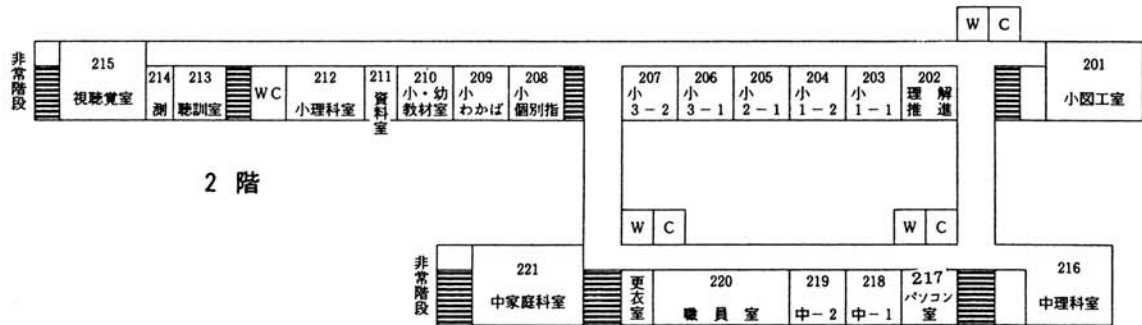 W C
非常階段
215
視聴覚室
214
測
213
聴訓室
WC
212
小理科室
211
資料室
210
小・幼
教材室
209
小
わかば
208
小
個別指
207
小
3-2
206
小
3-1
205
小
2-1
204
小
1-2
203
小
1-1
202
理解
推進
201
小図工室
2 階
W C
W C
非常階段
221
中家庭科室
更衣室
220
職員室
219
中-2
218
中-1
217
パソコン
室
216
中理科室